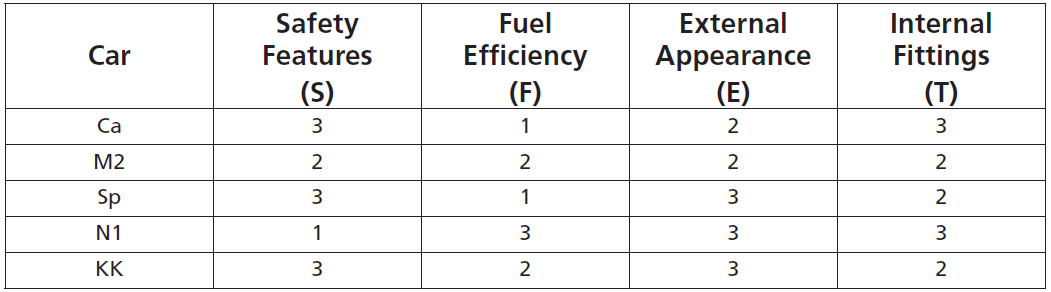 Car Safety Features (S) Fuel Efficiency (F) External Appearance (E) Internal Fittings (T)
Ca 3 1 2 3
M2 2 2 2 2
Sp 3 1 3 2
N1 1 3 3 3
KK 3 2 3 2